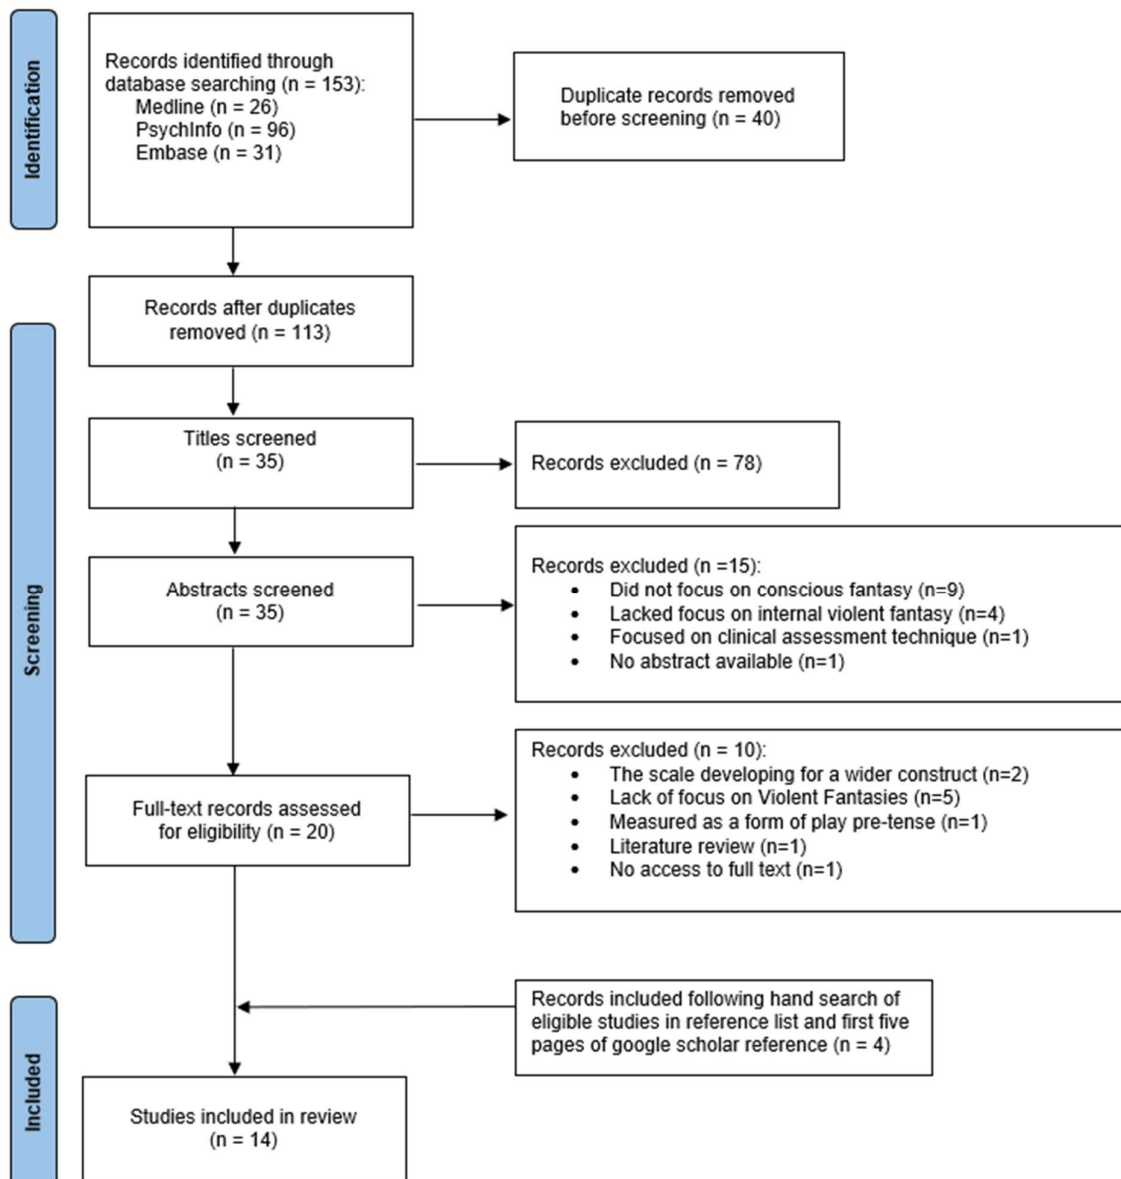 Identification
Records identified through
database searching (n = 153):
Medline (n = 26)
PsychInfo (n = 96)
Embase (n = 31)
Duplicate records removed
before screening (n = 40)
Records after duplicates
removed (n = 113)
Screening
Titles screened
(n = 35)
Records excluded (n = 78)
Abstracts screened
(n = 35)
Records excluded (n =15):
• Did not focus on conscious fantasy (n=9)
• Lacked focus on internal violent fantasy (n=4)
• Focused on clinical assessment technique (n=1)
• No abstract available (n=1)
Full-text records assessed
for eligibility (n = 20)
Records excluded (n = 10):
• The scale developing for a wider construct (n=2)
• Lack of focus on Violent Fantasies (n=5)
• Measured as a form of play pre-tense (n=1)
• Literature review (n=1)
• No access to full text (n=1)
Records included following hand search of
eligible studies in reference list and first five
pages of google scholar reference (n = 4)
Included
Studies included in review
(n = 14)